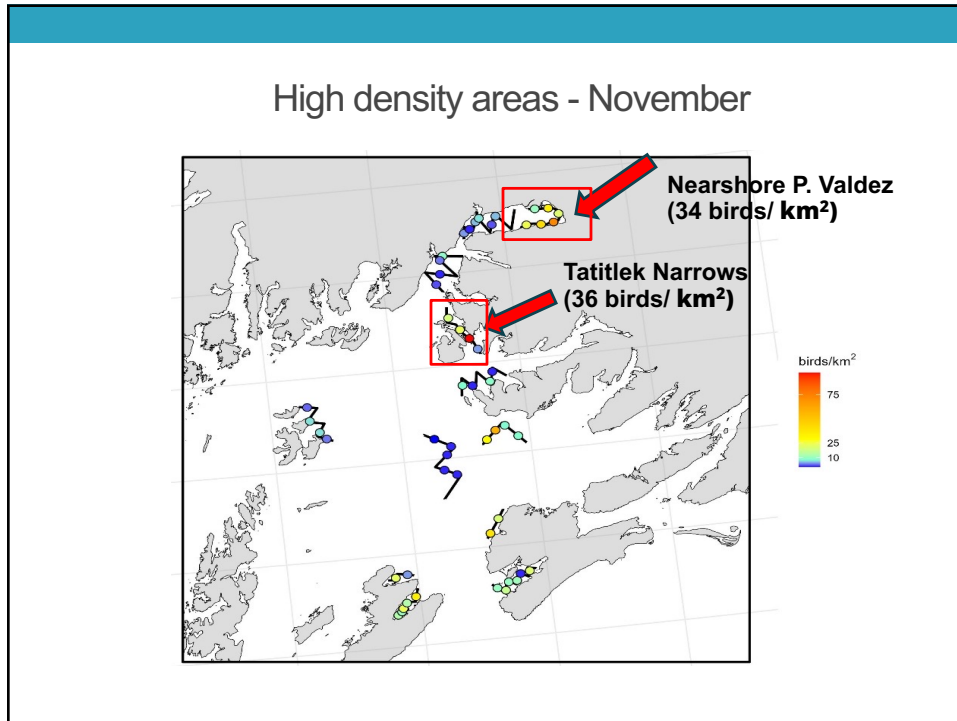 High density areas - November
Nearshore P. Valdez
(34 birds/ km²)
Tatitlek Narrows
(36 birds/ km²)
birds/km²
75
25
10